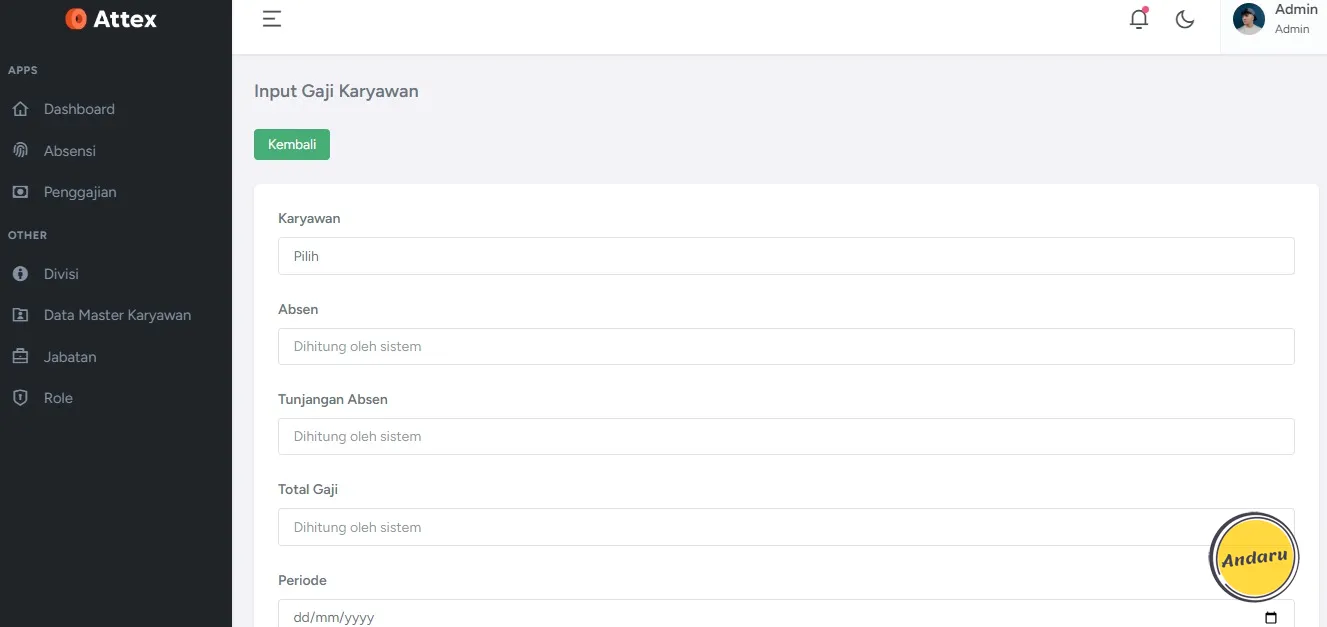 Attex
Admin
Admin
APPS
Dashboard
Absensi
Penggajian
OTHER
Divisi
Data Master Karyawan
Jabatan
Role
Input Gaji Karyawan
Kembali
Karyawan
Pilih
Absen
Dihitung oleh sistem
Tunjangan Absen
Dihitung oleh sistem
Total Gaji
Dihitung oleh sistem
Periode
dd/mm/yyyy
Andaru